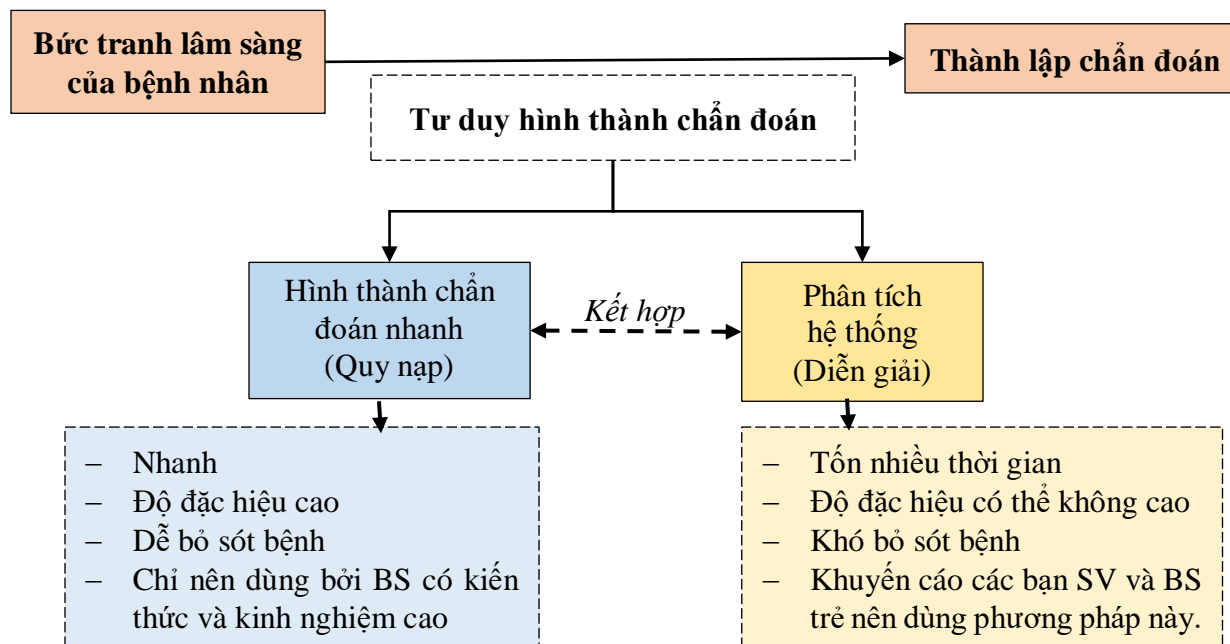 Bức tranh lâm sàng
của bệnh nhân
Thành lập chẩn đoán
Tư duy hình thành chẩn đoán
Hình thành chẩn
đoán nhanh
(Quy nạp)
Kết hợp
Phân tích
hệ thống
(Diễn giải)
– Nhanh
– Độ đặc hiệu cao
– Dễ bỏ sót bệnh
– Chỉ nên dùng bởi BS có kiến
thức và kinh nghiệm cao
– Tốn nhiều thời gian
– Độ đặc hiệu có thể không cao
– Khó bỏ sót bệnh
– Khuyến cáo các bạn SV và BS
trẻ nên dùng phương pháp này.